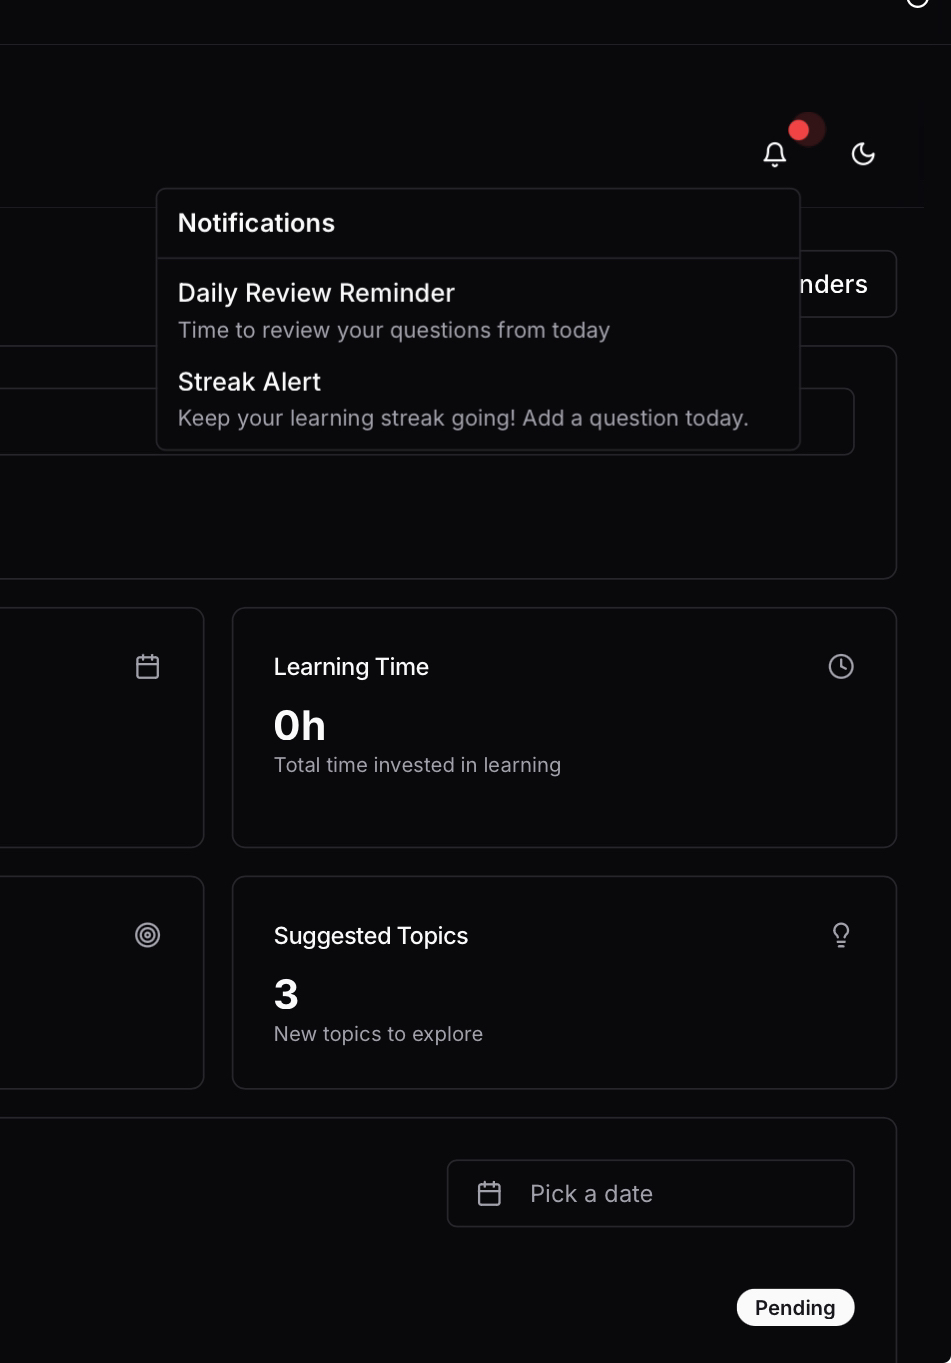 Notifications
Daily Review Reminder
Time to review your questions from today
Streak Alert
Keep your learning streak going! Add a question today.
nders
Learning Time
0h
Total time invested in learning
Suggested Topics
3
New topics to explore
Pick a date
Pending